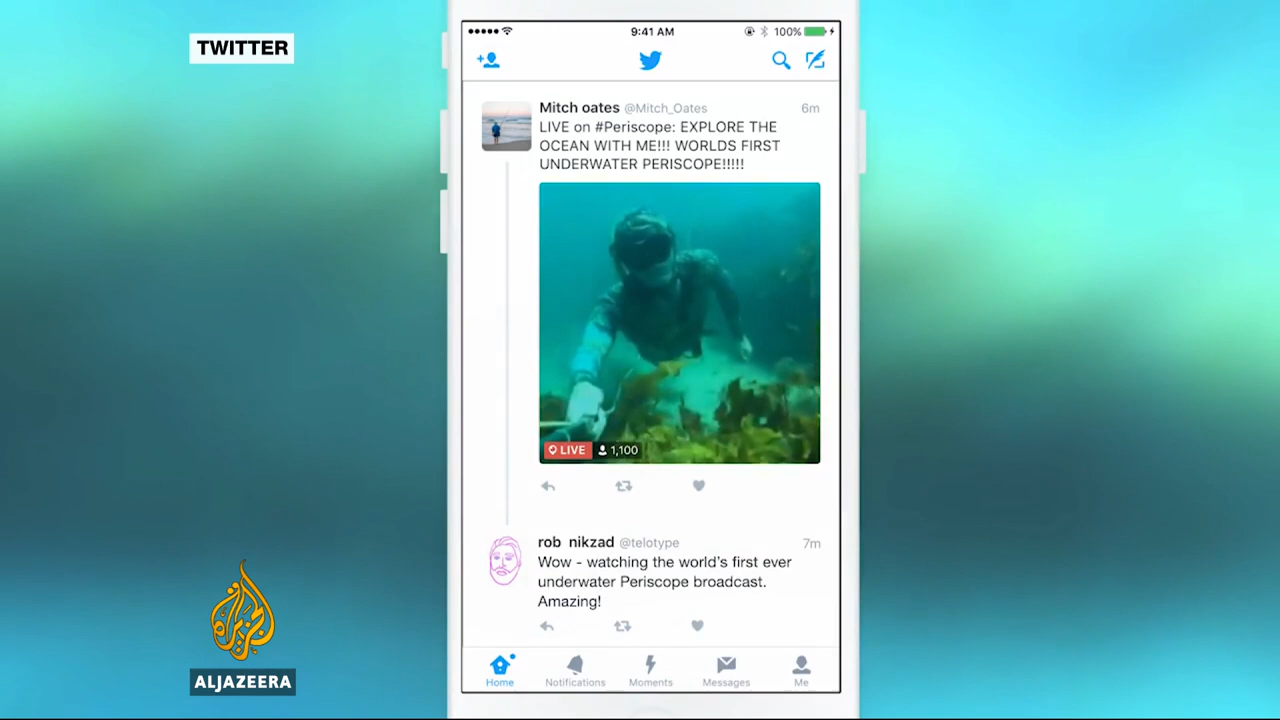 TWITTER
9:41 AM
100%
Mitch oates @Mitch_Oates 6m
LIVE on #Periscope: EXPLORE THE
OCEAN WITH ME!!! WORLDS FIRST
UNDERWATER PERISCOPE!!!!!
LIVE 1,100
rob nikzad @telotype 7m
Wow - watching the world's first ever
underwater Periscope broadcast.
Amazing!
Home Notifications Moments Messages Me
الجزيرة
ALJAZEERA